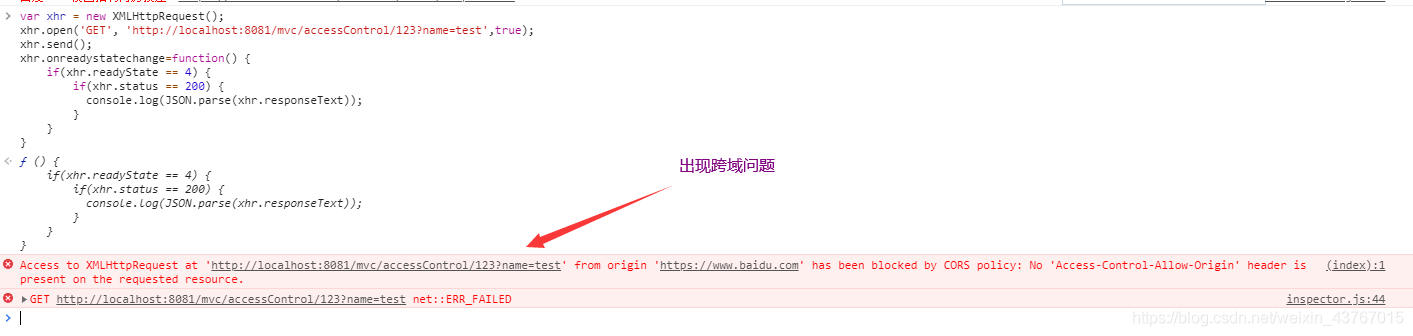 var xhr = new XMLHttpRequest();
xhr.open('GET', 'http://localhost:8081/mvc/accessControl/123?name=test',true);
xhr.send();
xhr.onreadystatechange=function() {
if(xhr.readyState == 4) {
if(xhr.status == 200) {
console.log(JSON.parse(xhr.responseText));
}
}
}
ƒ () {
if(xhr.readyState == 4) {
if(xhr.status == 200) {
console.log(JSON.parse(xhr.responseText));
}
}
}
出现跨域问题
Access to XMLHttpRequest at 'http://localhost:8081/mvc/accessControl/123?name=test' from origin 'https://www.baidu.com' has been blocked by CORS policy: No 'Access-Control-Allow-Origin' header is (index):1
present on the requested resource.
GET http://localhost:8081/mvc/accessControl/123?name=test net::ERR_FAILED inspector.js:44
https://blog.csdn.net/weixin_43767015